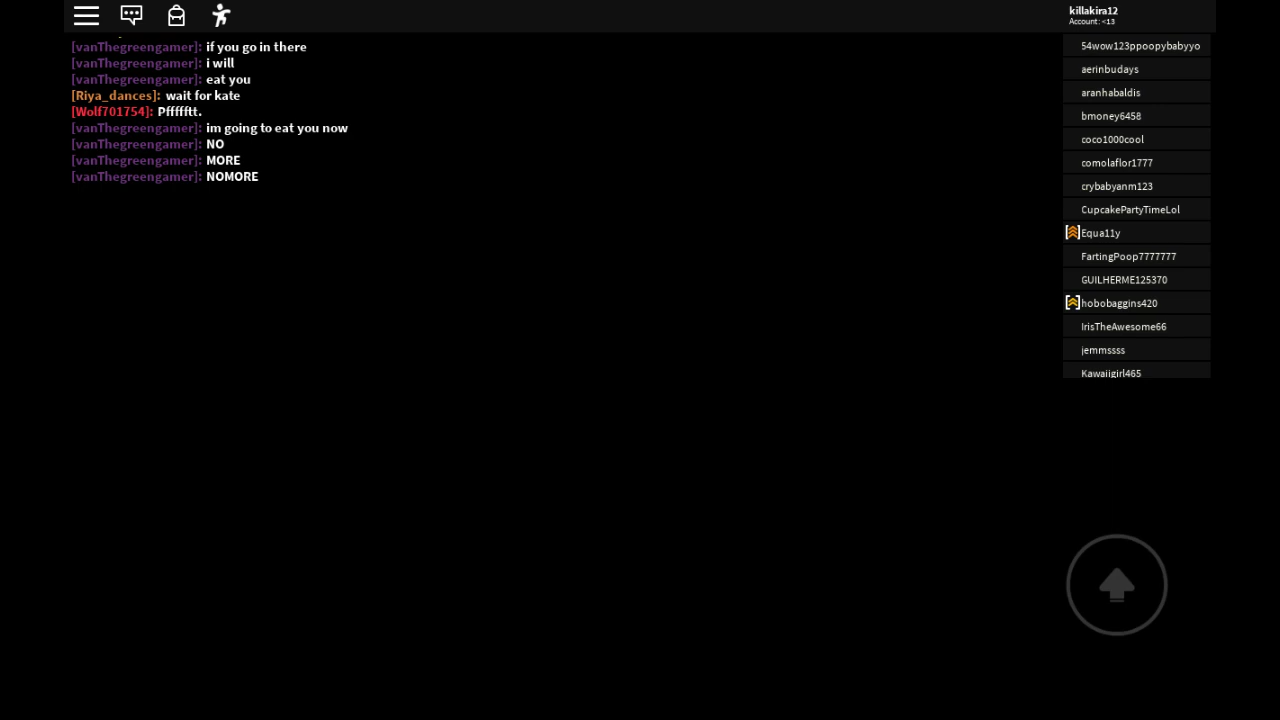 killakira12
Account: <13
[vanThegreengamer]: if you go in there
[vanThegreengamer]: i will
[vanThegreengamer]: eat you
[Riya_dances]: wait for kate
[Wolf701754]: Pffffftt.
[vanThegreengamer]: im going to eat you now
[vanThegreengamer]: NO
[vanThegreengamer]: MORE
[vanThegreengamer]: NOMORE
54wow123ppoopybabyyo
aerinbudays
aranhabaldis
bmoney6458
coco1000cool
comolaflor1777
crybabyanm123
CupcakePartyTimeLol
Equa11y
FartingPoop7777777
GUILHERME125370
hobobaggins420
IrisTheAwesome66
jemmssss
Kawaiigirl465